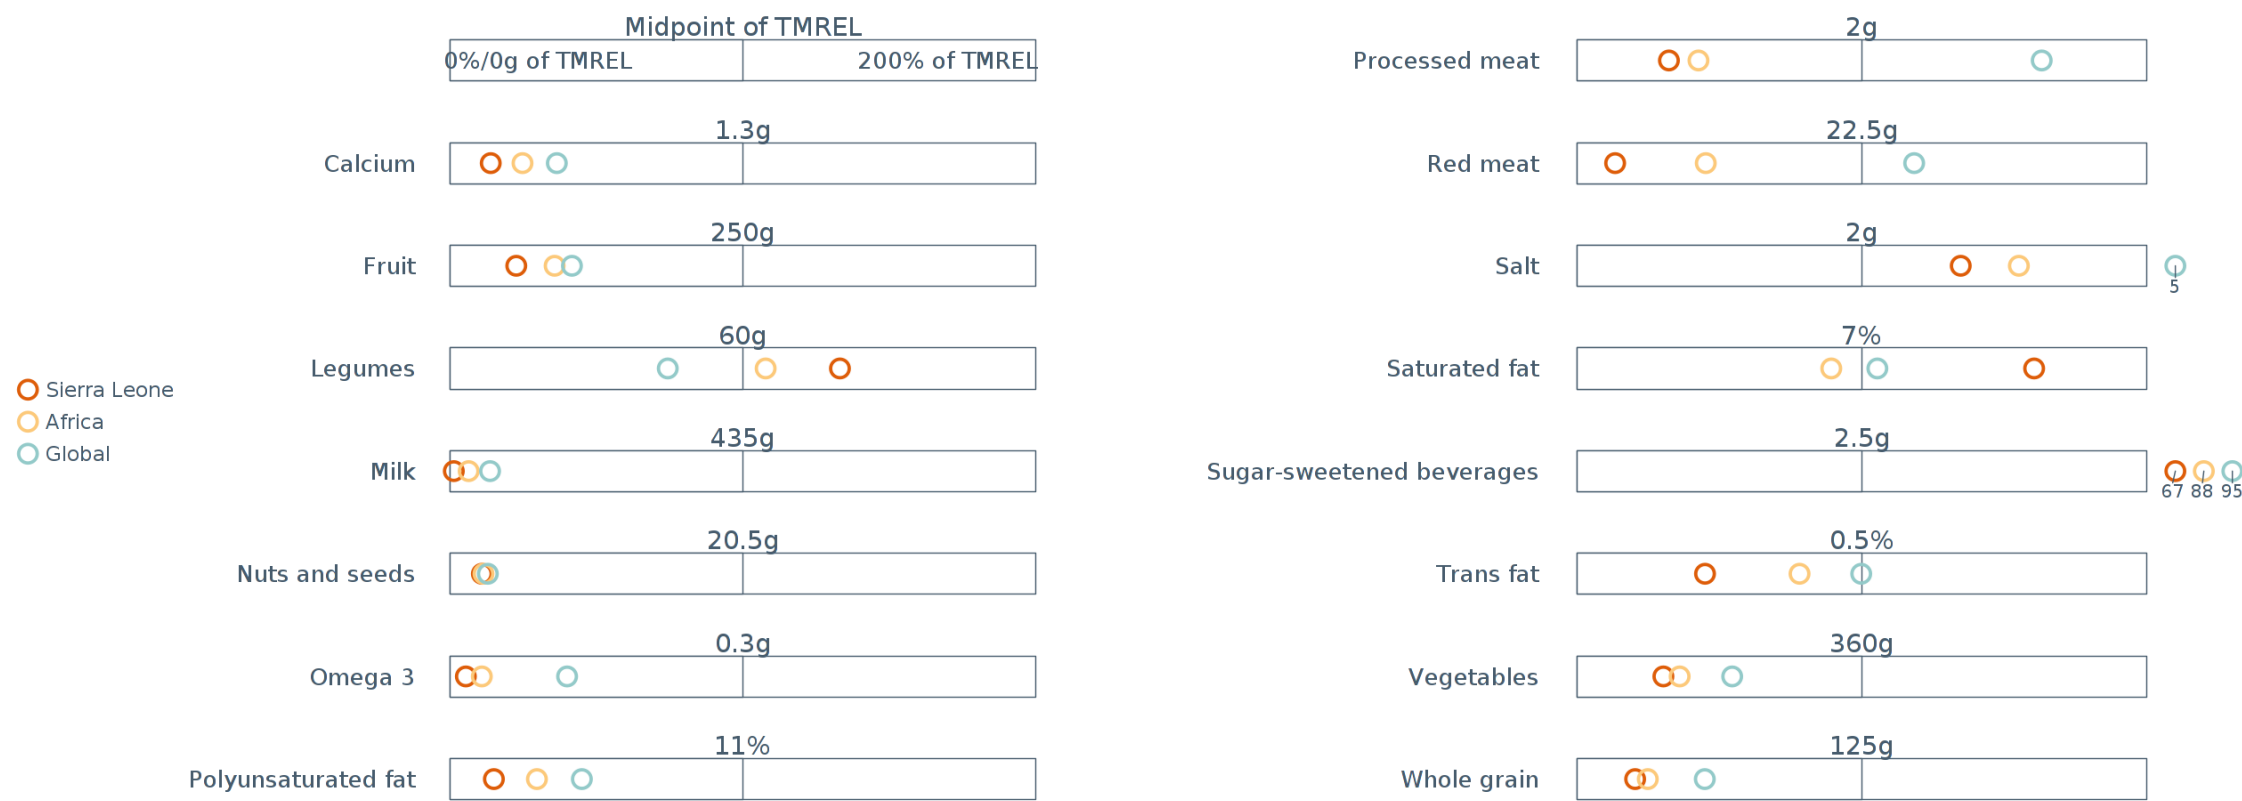 Midpoint of TMREL
0%/0g of TMREL
200% of TMREL
1.3g
Calcium
250g
Fruit
60g
Legumes
435g
Milk
20.5g
Nuts and seeds
0.3g
Omega 3
11%
Polyunsaturated fat
Sierra Leone
Africa
Global
2g
Processed meat
22.5g
Red meat
2g
Salt
5
7%
Saturated fat
2.5g
Sugar-sweetened beverages
67 88 95
0.5%
Trans fat
360g
Vegetables
125g
Whole grain